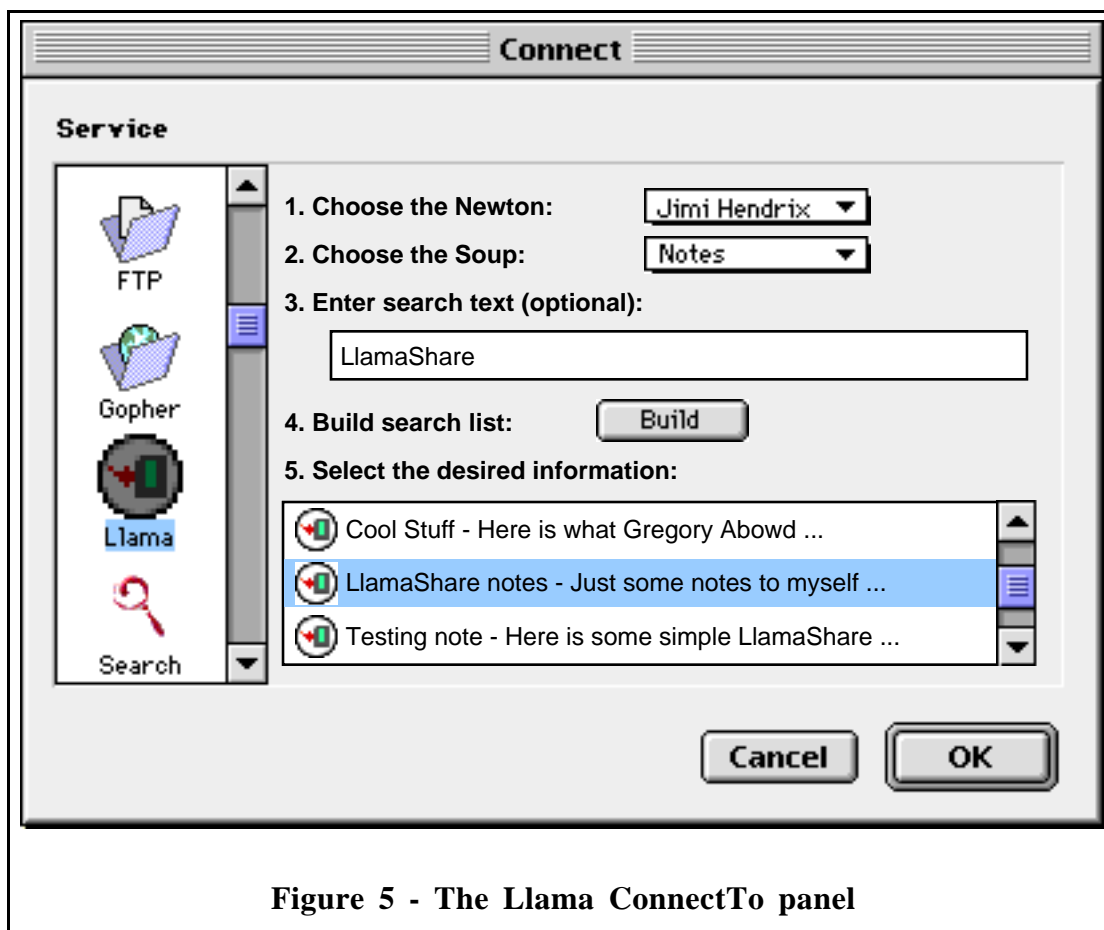 Connect
Service
FTP
Gopher
Llama
Search
1. Choose the Newton:
Jimi Hendrix
2. Choose the Soup:
Notes
3. Enter search text (optional):
LlamaShare
4. Build search list:
Build
5. Select the desired information:
Cool Stuff - Here is what Gregory Abowd ...
LlamaShare notes - Just some notes to myself ...
Testing note - Here is some simple LlamaShare ...
Cancel
OK
Figure 5 - The Llama ConnectTo panel